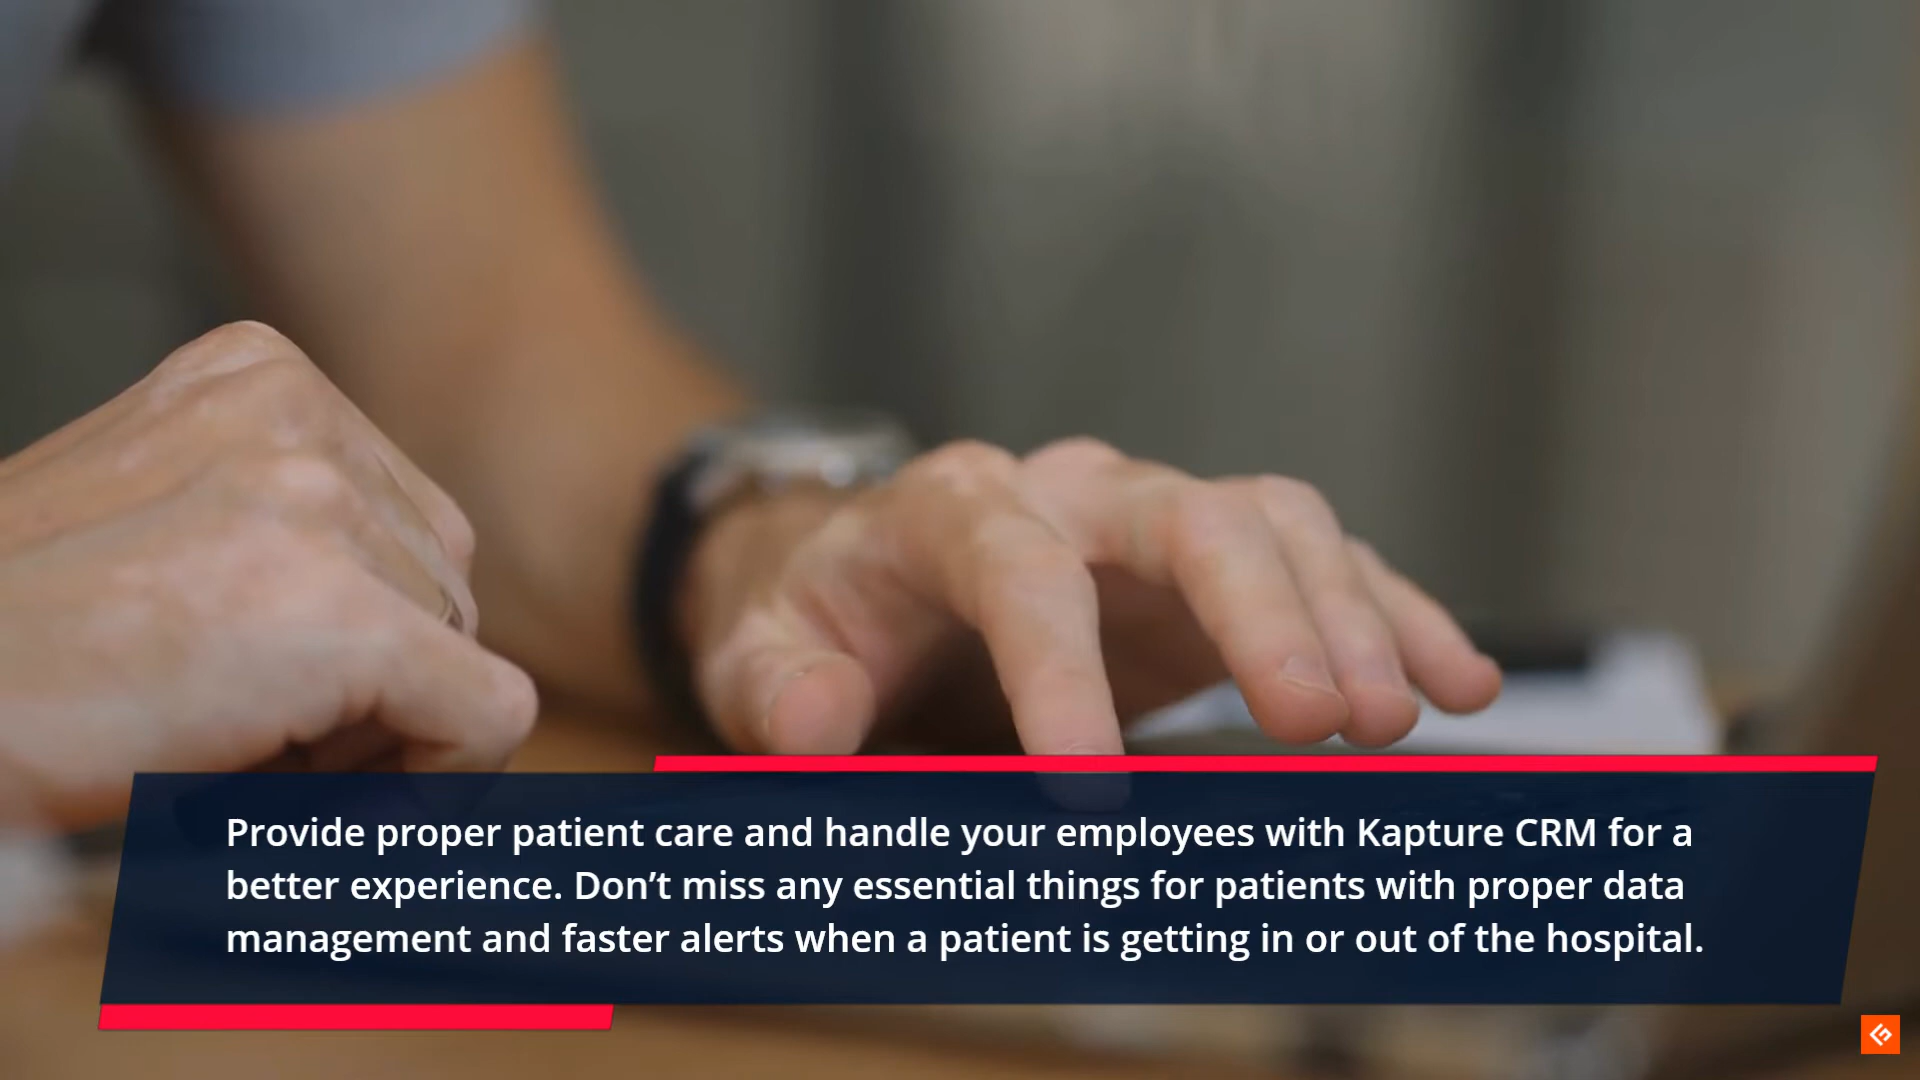 Provide proper patient care and handle your employees with Kapture CRM for a
better experience. Don’t miss any essential things for patients with proper data
management and faster alerts when a patient is getting in or out of the hospital.